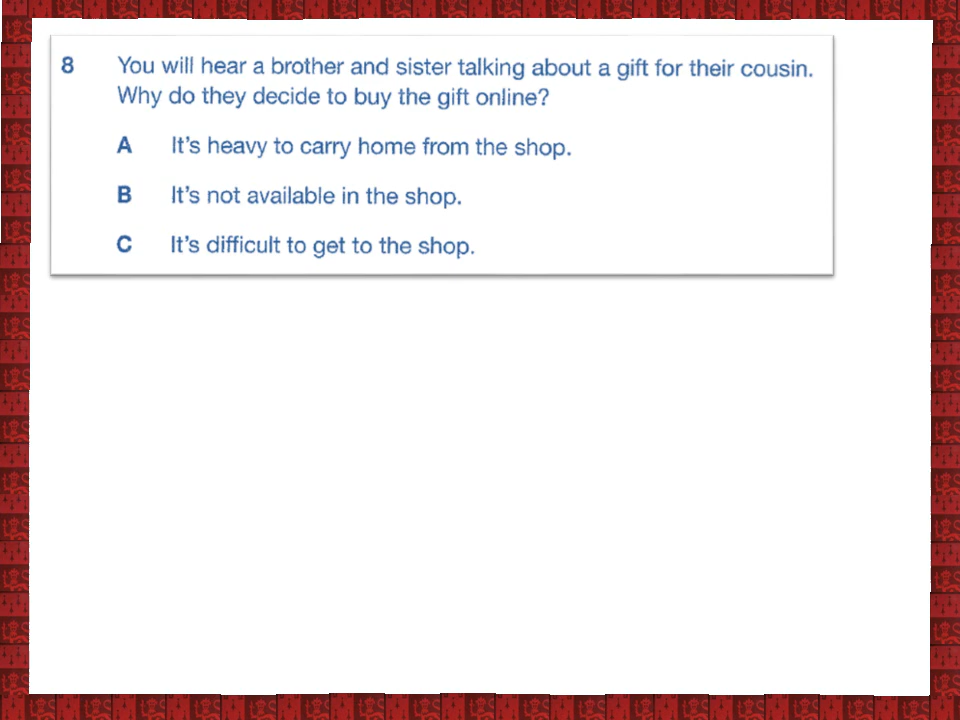 8 You will hear a brother and sister talking about a gift for their cousin.
Why do they decide to buy the gift online?
A It's heavy to carry home from the shop.
B It's not available in the shop.
C It's difficult to get to the shop.